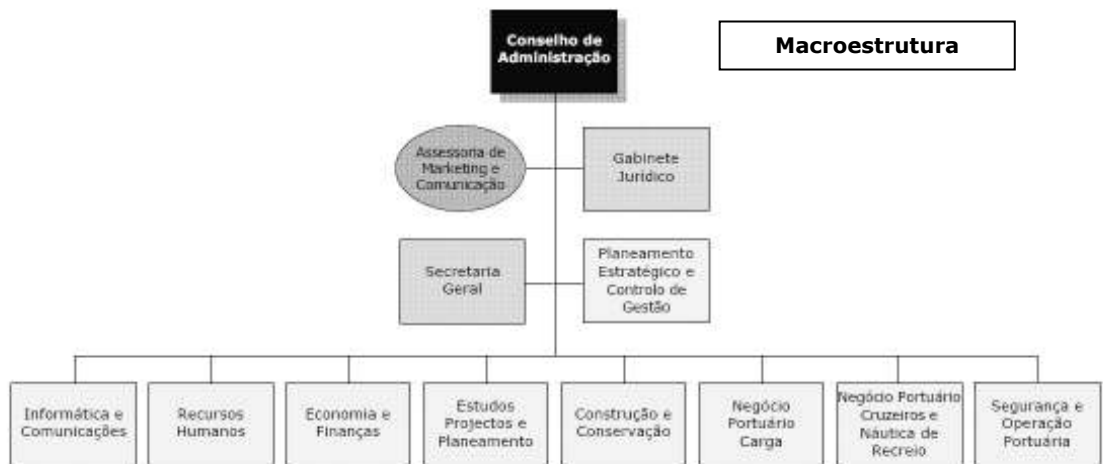 Conselho de
Administração
Macroestrutura
Assessoria de
Marketing e
Comunicação
Gabinete
Jurídico
Secretaria
Geral
Planeamento
Estratégico e
Controlo de
Gestão
Informática e
Comunicações
Recursos
Humanos
Economia e
Finanças
Estudos
Projectos e
Planeamento
Construção e
Conservação
Negócio
Portuário
Carga
Negócio Portuário
Cruzeiros e
Náutica de
Recreio
Segurança e
Operação
Portuária